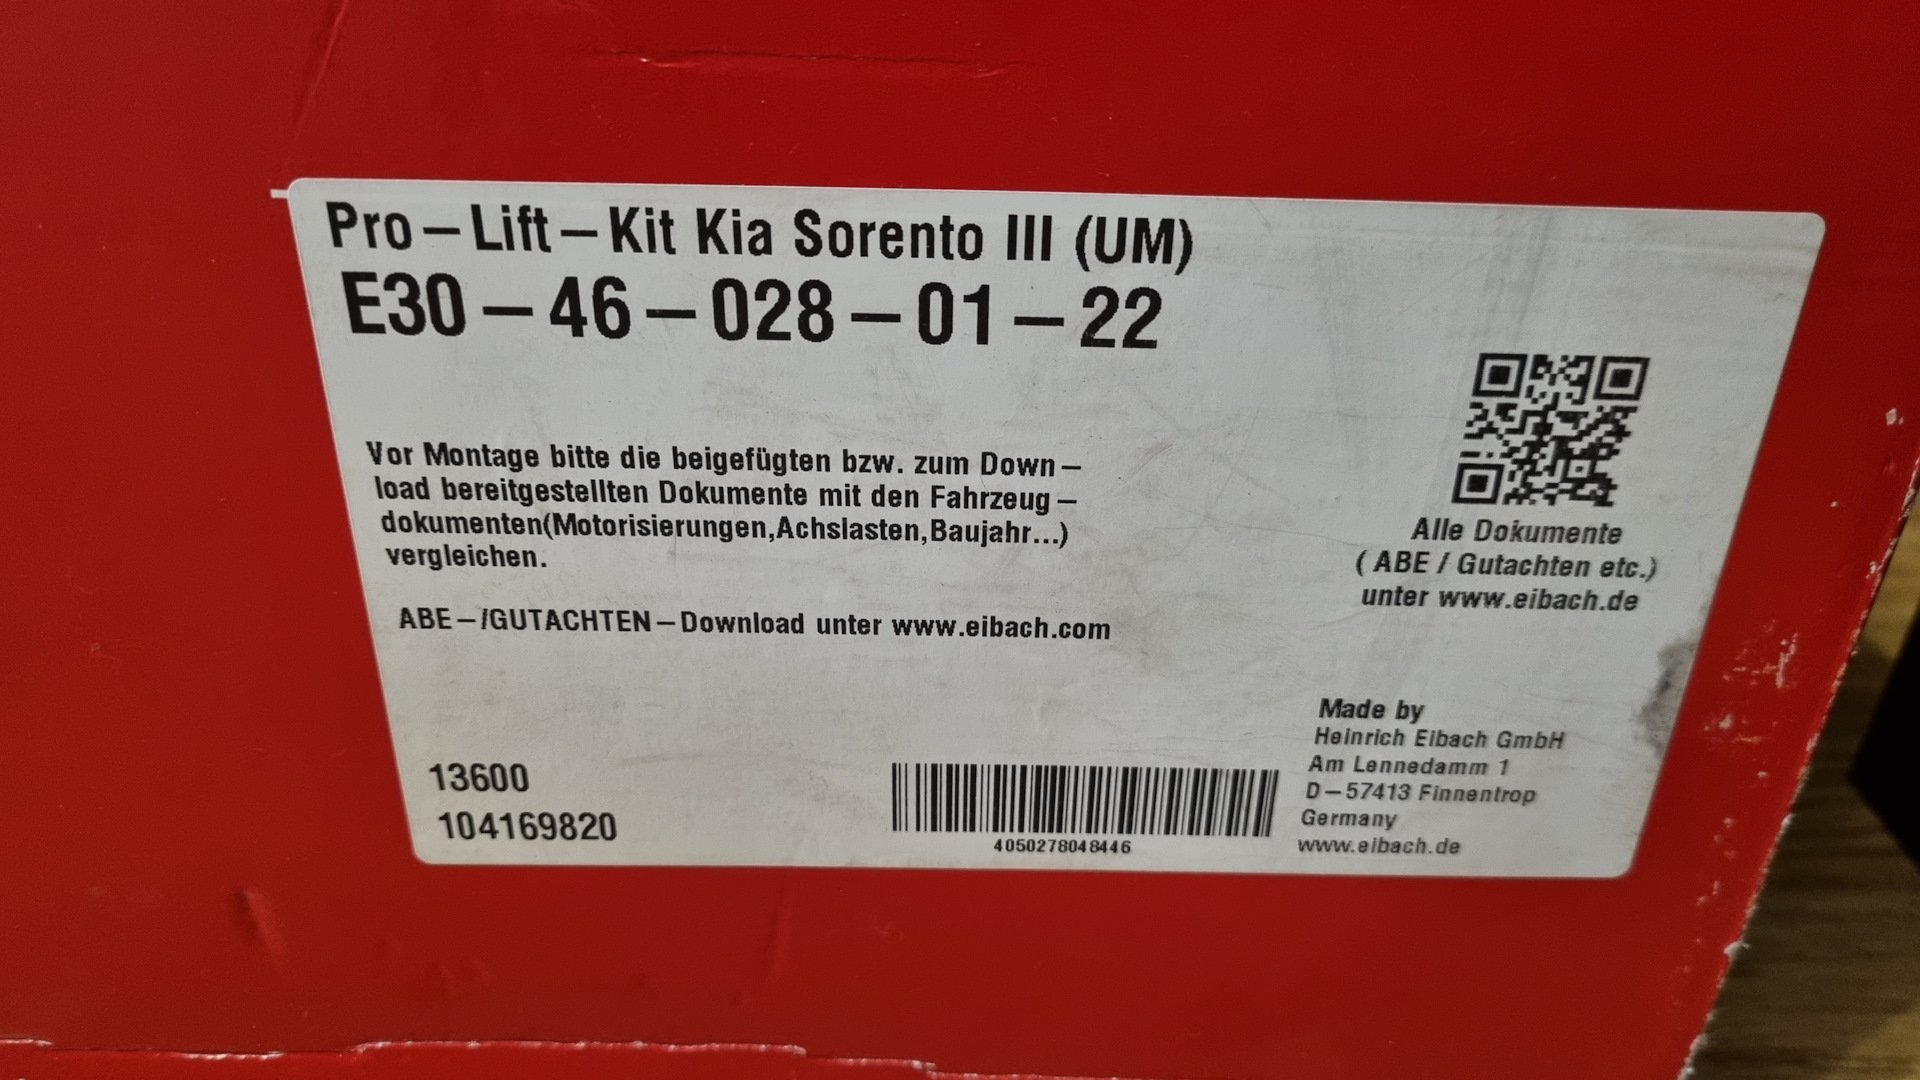 Pro-Lift-Kit Kia Sorento III (UM)
E30-46-028-01-22
Vor Montage bitte die beigefügten bzw. zum Down-
load bereitgestellten Dokumente mit den Fahrzeug-
dokumenten(Motorisierungen,Achslasten,Baujahr...)
vergleichen.
ABE-/GUTACHTEN-Download unter www.eibach.com
Alle Dokumente
( ABE / Gutachten etc.)
unter www.eibach.de
13600
104169820
4050278048446
Made by
Heinrich Eibach GmbH
Am Lennedamm 1
D-57413 Finnentrop
Germany
www.eibach.de